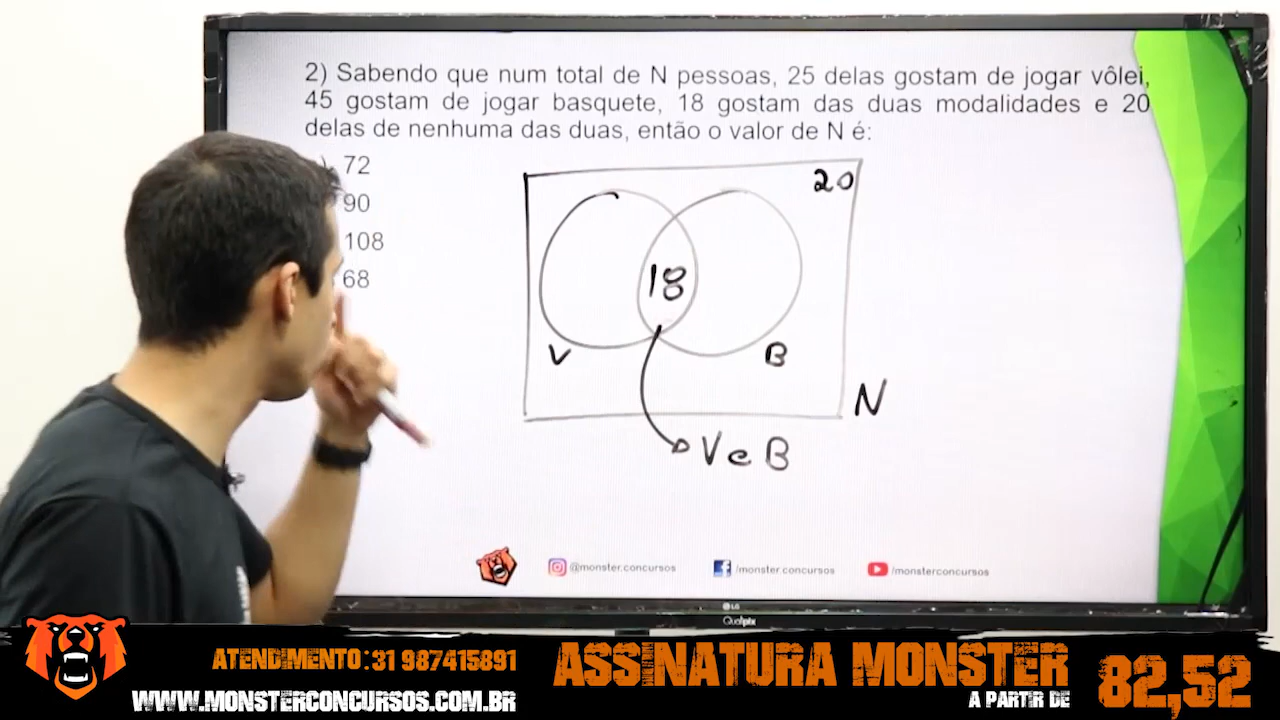 2) Sabendo que num total de N pessoas, 25 delas gostam de jogar vôlei,
45 gostam de jogar basquete, 18 gostam das duas modalidades e 20
delas de nenhuma das duas, então o valor de N é:
72
90
108
68
20
18
V
B
N
V e B
@monster.concursos
/monster.concursos
/monsterconcursos
LG
Qualiptx
ATENDIMENTO: 31 987415891
WWW.MONSTERCONCURSOS.COM.BR
ASSINATURA MONSTER
A PARTIR DE
82,52